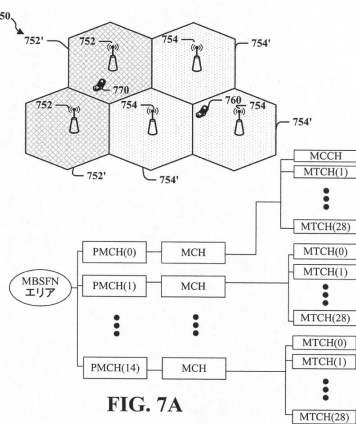 50
752'
752
754
754'
770
752
754
760
754
754'
752'
754'
MCCH
MTCH(1)
MTCH(28)
PMCH(0)
MCH
MTCH(0)
MTCH(1)
MBSFN
エリア
PMCH(1)
MCH
MTCH(28)
MTCH(0)
PMCH(14)
MCH
MTCH(1)
FIG. 7A
MTCH(28)